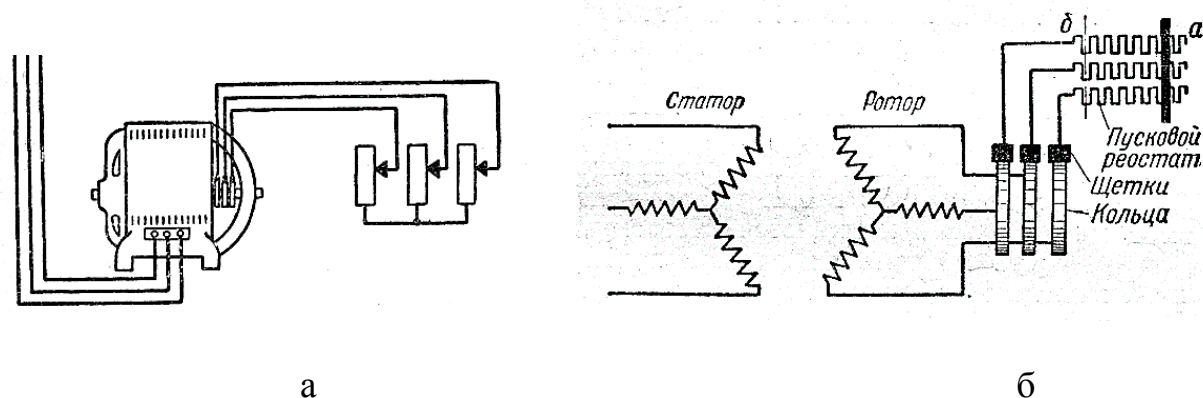 б а
Статор Ротор
Пусковой
реостат
Щетки
Кольца
а б